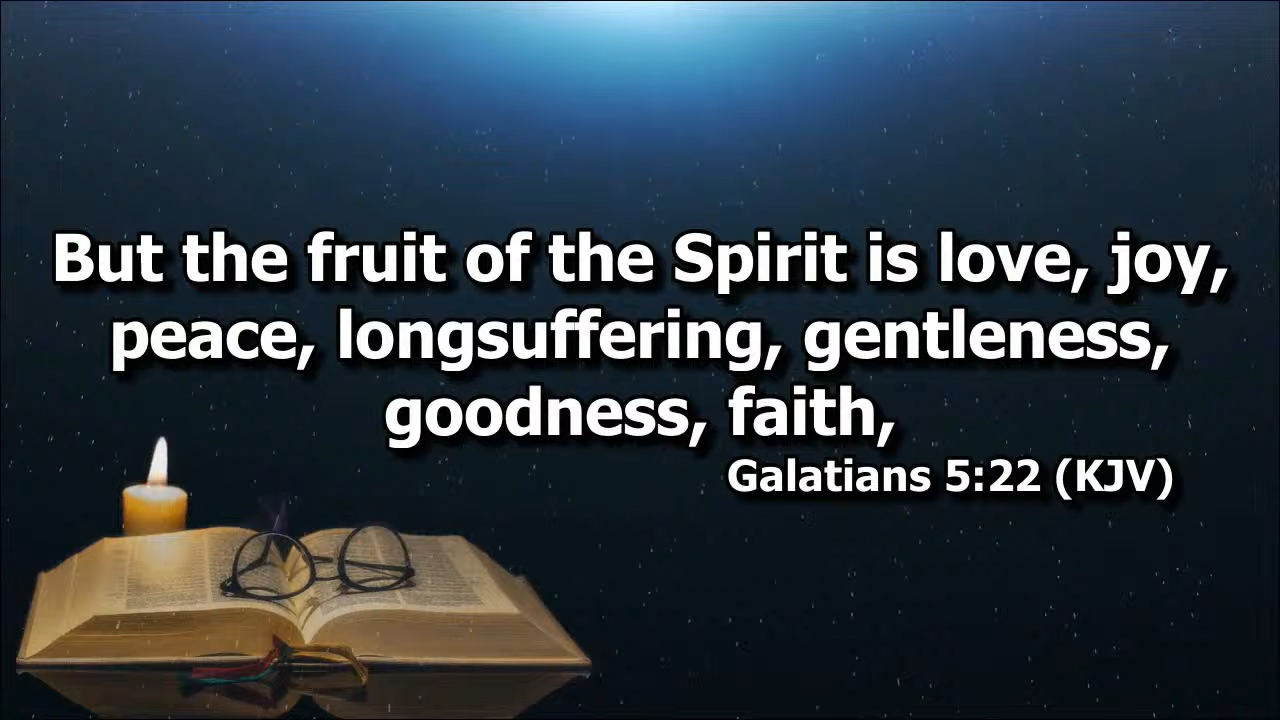 But the fruit of the Spirit is love, joy,
peace, longsuffering, gentleness,
goodness, faith,
Galatians 5:22 (KJV)